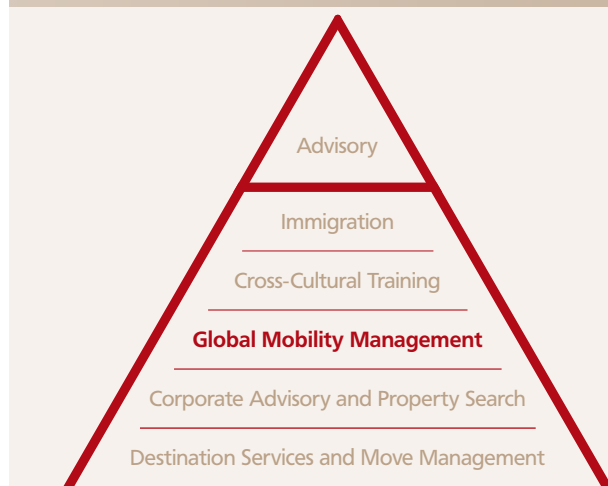 Advisory
Immigration
Cross-Cultural Training
Global Mobility Management
Corporate Advisory and Property Search
Destination Services and Move Management